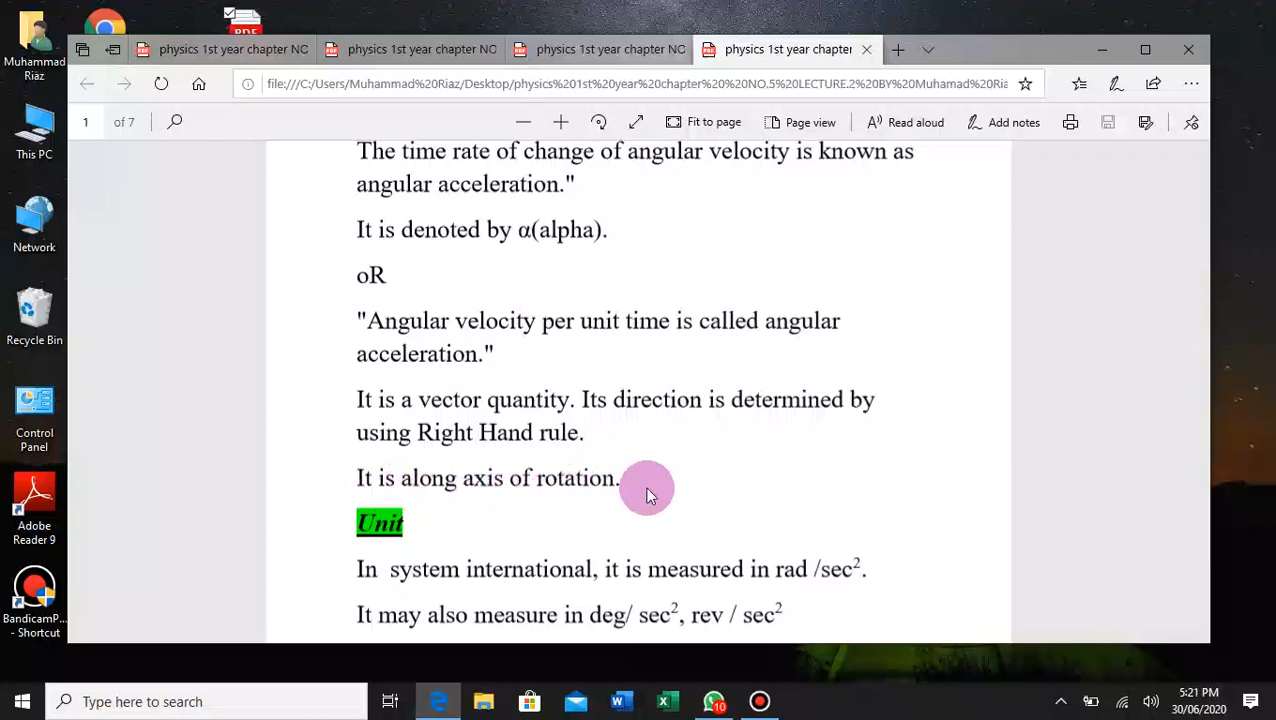 Muhammad
Riaz
This PC
Network
Recycle Bin
Control
Panel
Adobe
Reader 9
BandicamP...
- Shortcut
PDF
physics 1st year chapter NC
physics 1st year chapter NC
physics 1st year chapter NC
physics 1st year chapter
file:///C:/Users/Muhammad%20Riaz/Desktop/physics%201st%20year%20chapter%20%20NO.5%20LECTURE.2%20BY%20Muhamad%20Ria
1 of 7
Fit to page
Page view
Read aloud
Add notes
The time rate of change of angular velocity is known as
angular acceleration."
It is denoted by α(alpha).
oR
"Angular velocity per unit time is called angular
acceleration."
It is a vector quantity. Its direction is determined by
using Right Hand rule.
It is along axis of rotation.
Unit
In system international, it is measured in rad /sec².
It may also measure in deg/ sec², rev / sec²
Type here to search
10
5:21 PM
30/06/2020